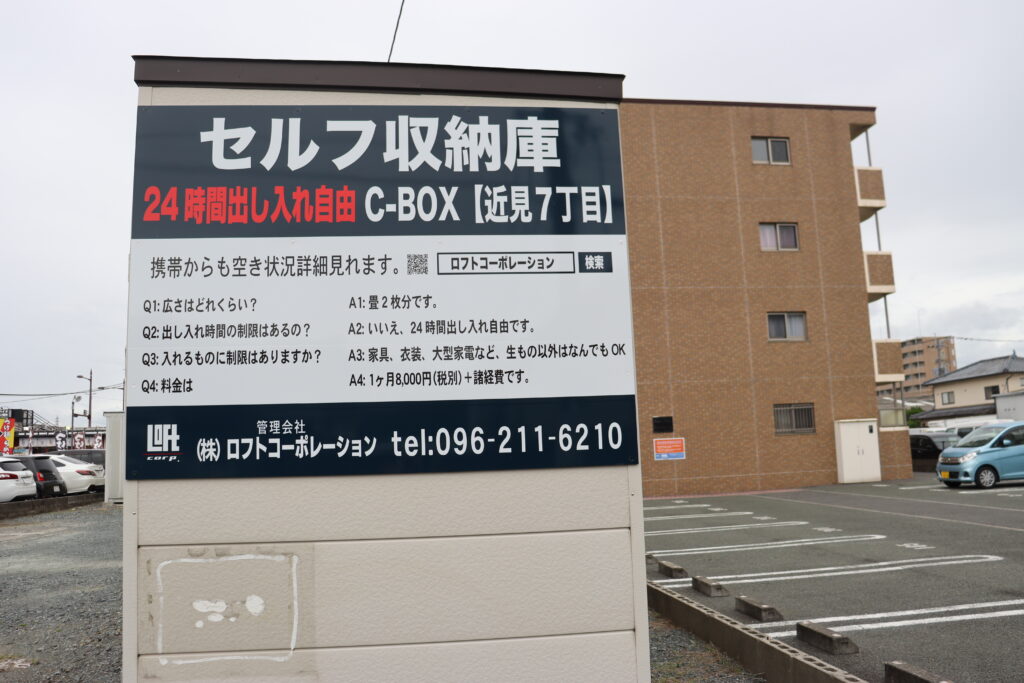 セルフ収納庫
24時間出し入れ自由 C-BOX【近見7丁目】
携帯からも空き状況詳細見れます。 ロフトコーポレーション 検索
Q1:広さはどれくらい？ A1:畳2枚分です。
Q2:出し入れ時間の制限はあるの？ A2:いいえ、24時間出し入れ自由です。
Q3:入れるものに制限はありますか？ A3:家具、衣装、大型家電など、生もの以外はなんでもOK
Q4:料金は A4:1ヶ月8,000円(税別)＋諸経費です。
LOFt corp.
管理会社
(株)ロフトコーポレーション tel:096-211-6210